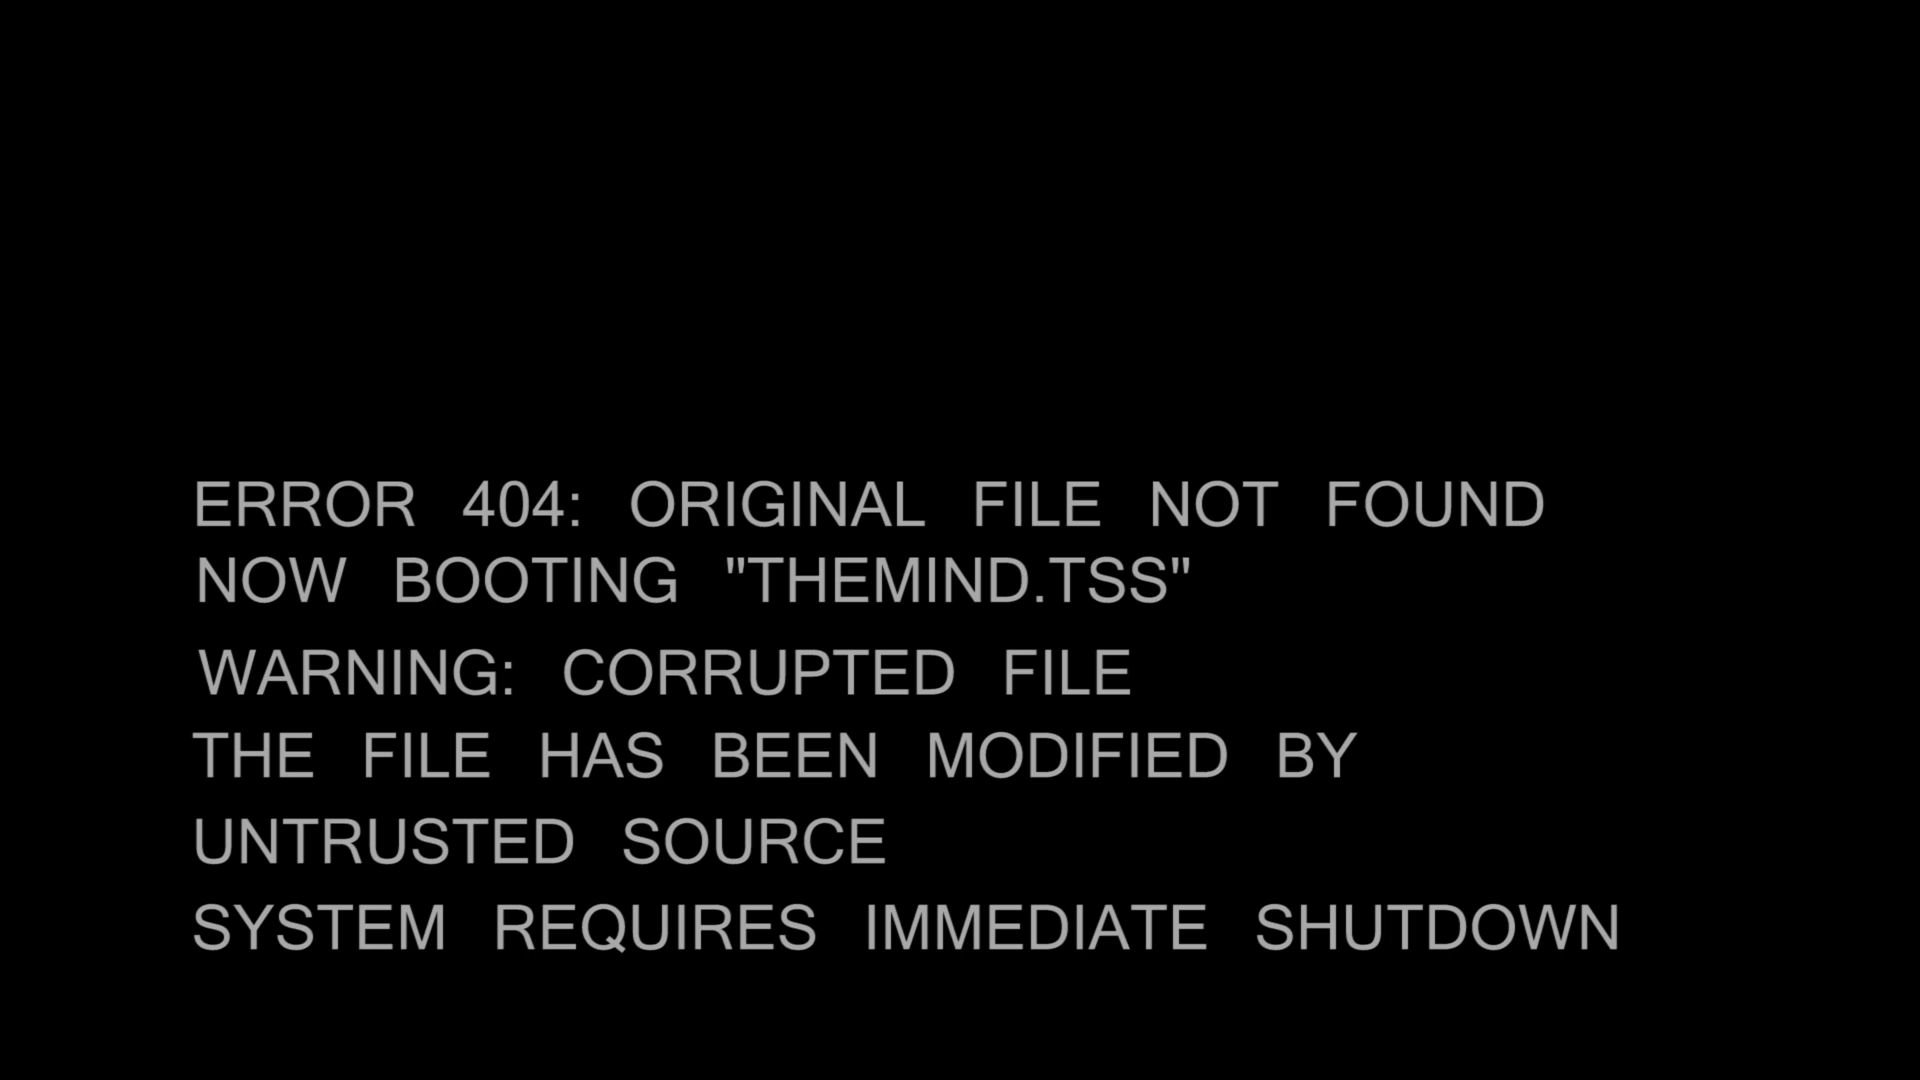 ERROR 404: ORIGINAL FILE NOT FOUND
NOW BOOTING "THEMIND.TSS"
WARNING: CORRUPTED FILE
THE FILE HAS BEEN MODIFIED BY
UNTRUSTED SOURCE
SYSTEM REQUIRES IMMEDIATE SHUTDOWN